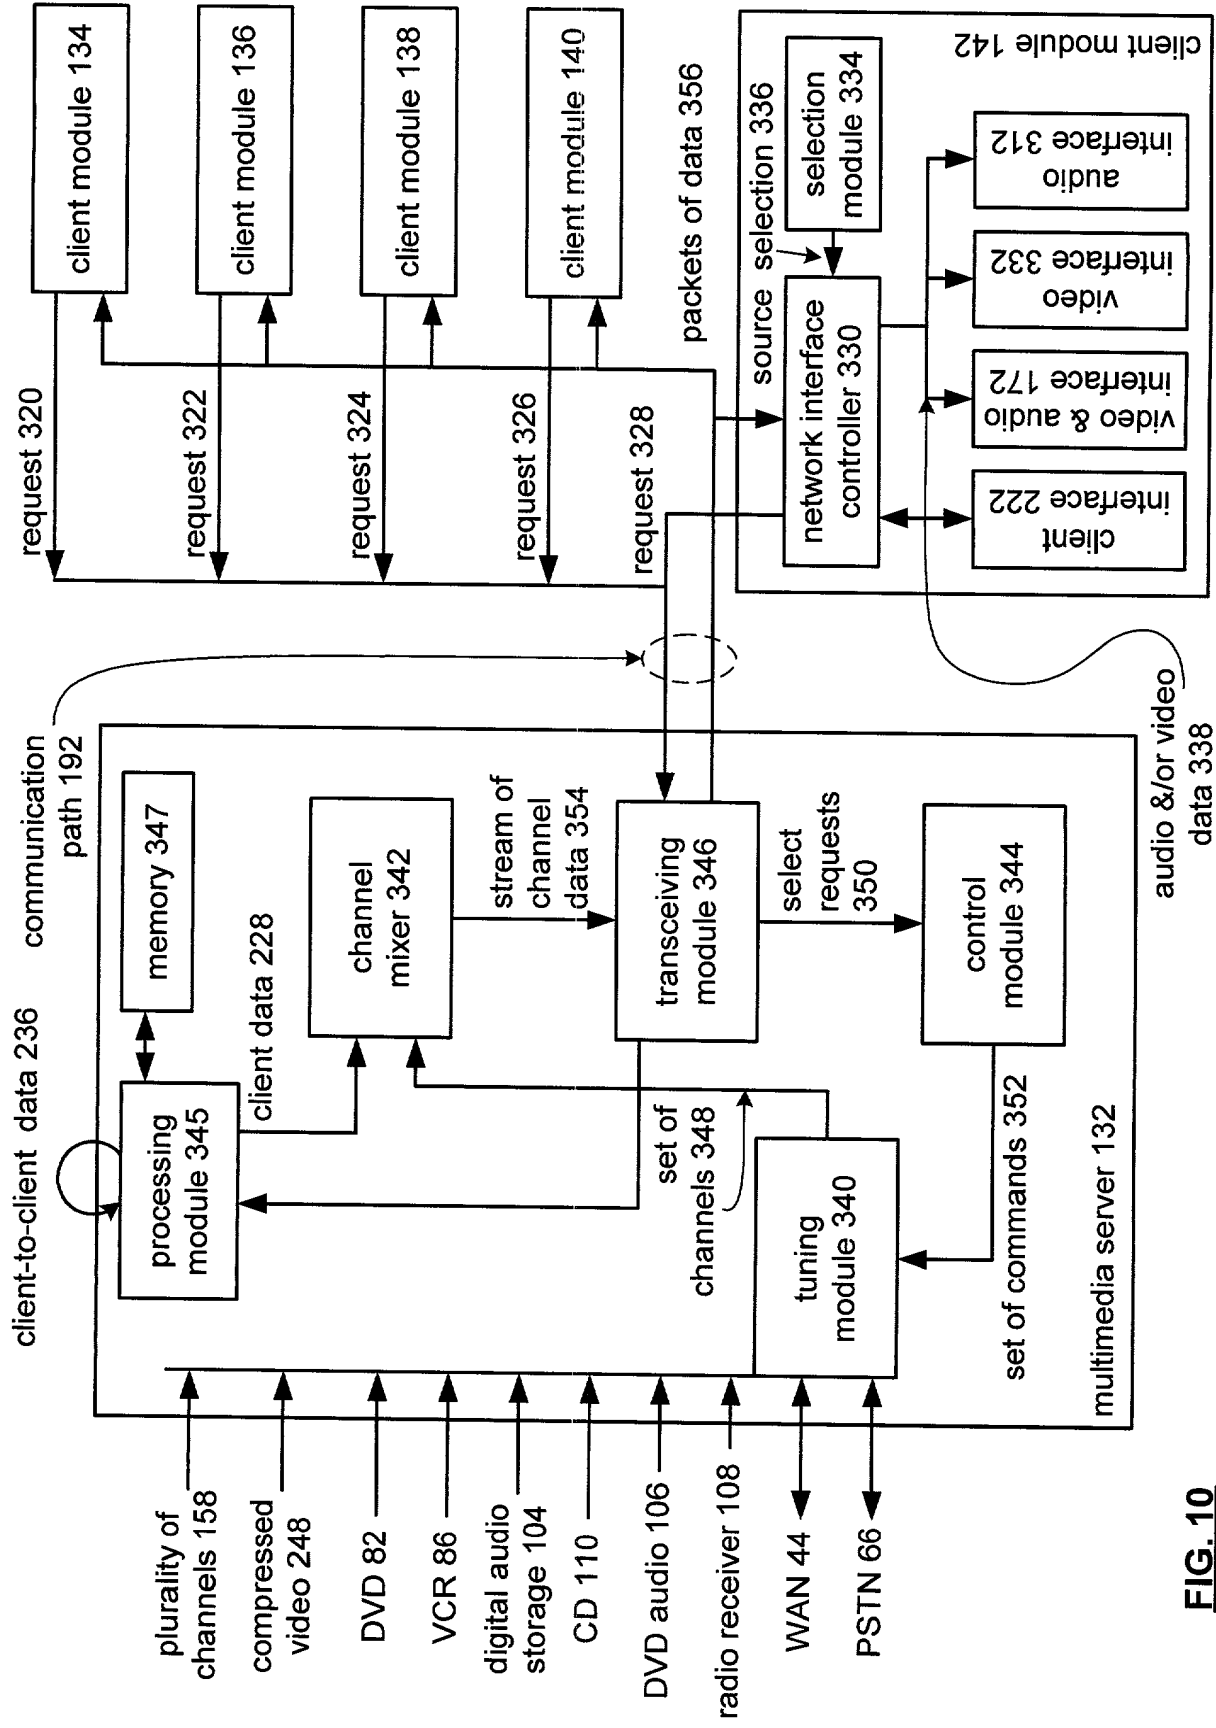 client-to-client data 236
communication
path 192
request 320
client module 134
request 322
client module 136
request 324
client module 138
request 326
client module 140
request 328
packets of data 356
processing
module 345
memory 347
client data 228
channel
mixer 342
stream of
channel
data 354
transceiving
module 346
set of
channels 348
select
requests
350
tuning
module 340
control
module 344
set of commands 352
multimedia server 132
plurality of
channels 158
compressed
video 248
DVD 82
VCR 86
digital audio
storage 104
CD 110
DVD audio 106
radio receiver 108
WAN 44
PSTN 66
source selection 336
selection
module 334
network interface
controller 330
client
interface 222
video & audio
interface 172
video
interface 332
audio
interface 312
client module 142
audio &/or video
data 338
FIG. 10